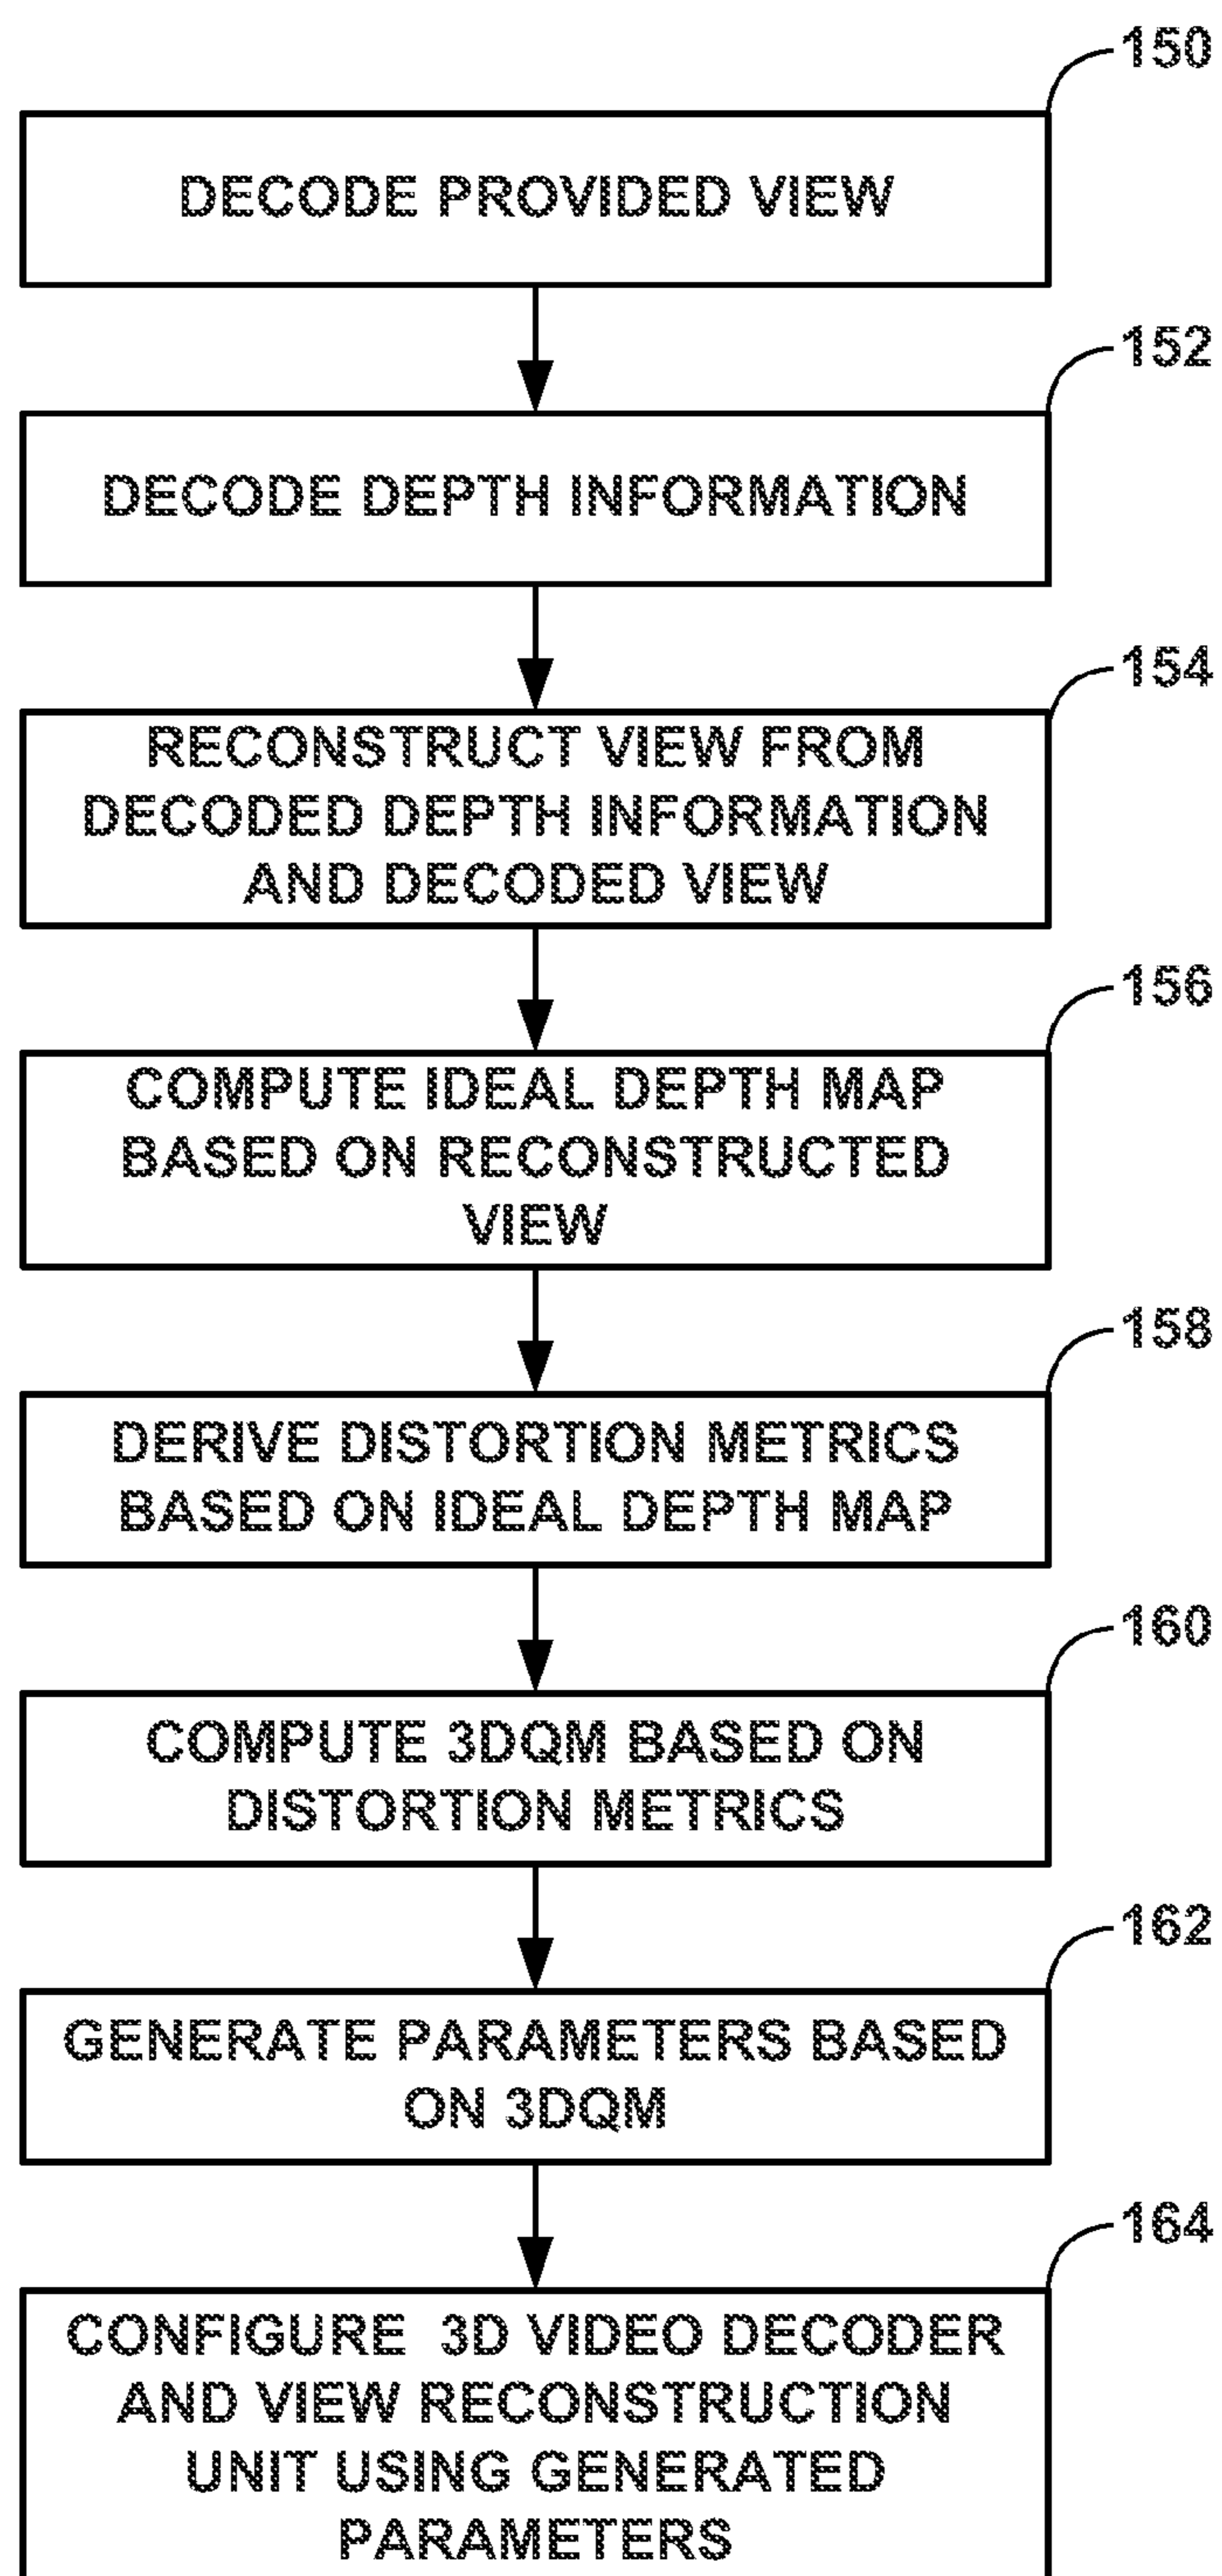 150
DECODE PROVIDED VIEW
152
DECODE DEPTH INFORMATION
154
RECONSTRUCT VIEW FROM
DECODED DEPTH INFORMATION
AND DECODED VIEW
156
COMPUTE IDEAL DEPTH MAP
BASED ON RECONSTRUCTED
VIEW
158
DERIVE DISTORTION METRICS
BASED ON IDEAL DEPTH MAP
160
COMPUTE 3DQM BASED ON
DISTORTION METRICS
162
GENERATE PARAMETERS BASED
ON 3DQM
164
CONFIGURE 3D VIDEO DECODER
AND VIEW RECONSTRUCTION
UNIT USING GENERATED
PARAMETERS